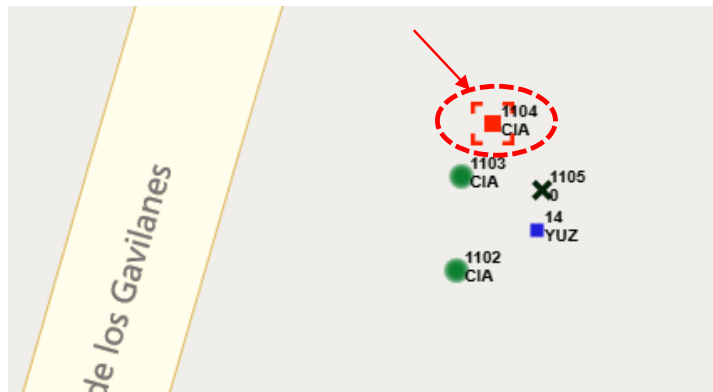 1104
CIA
1103
CIA
1105
0
14
YUZ
1102
CIA
de los Gavilanes